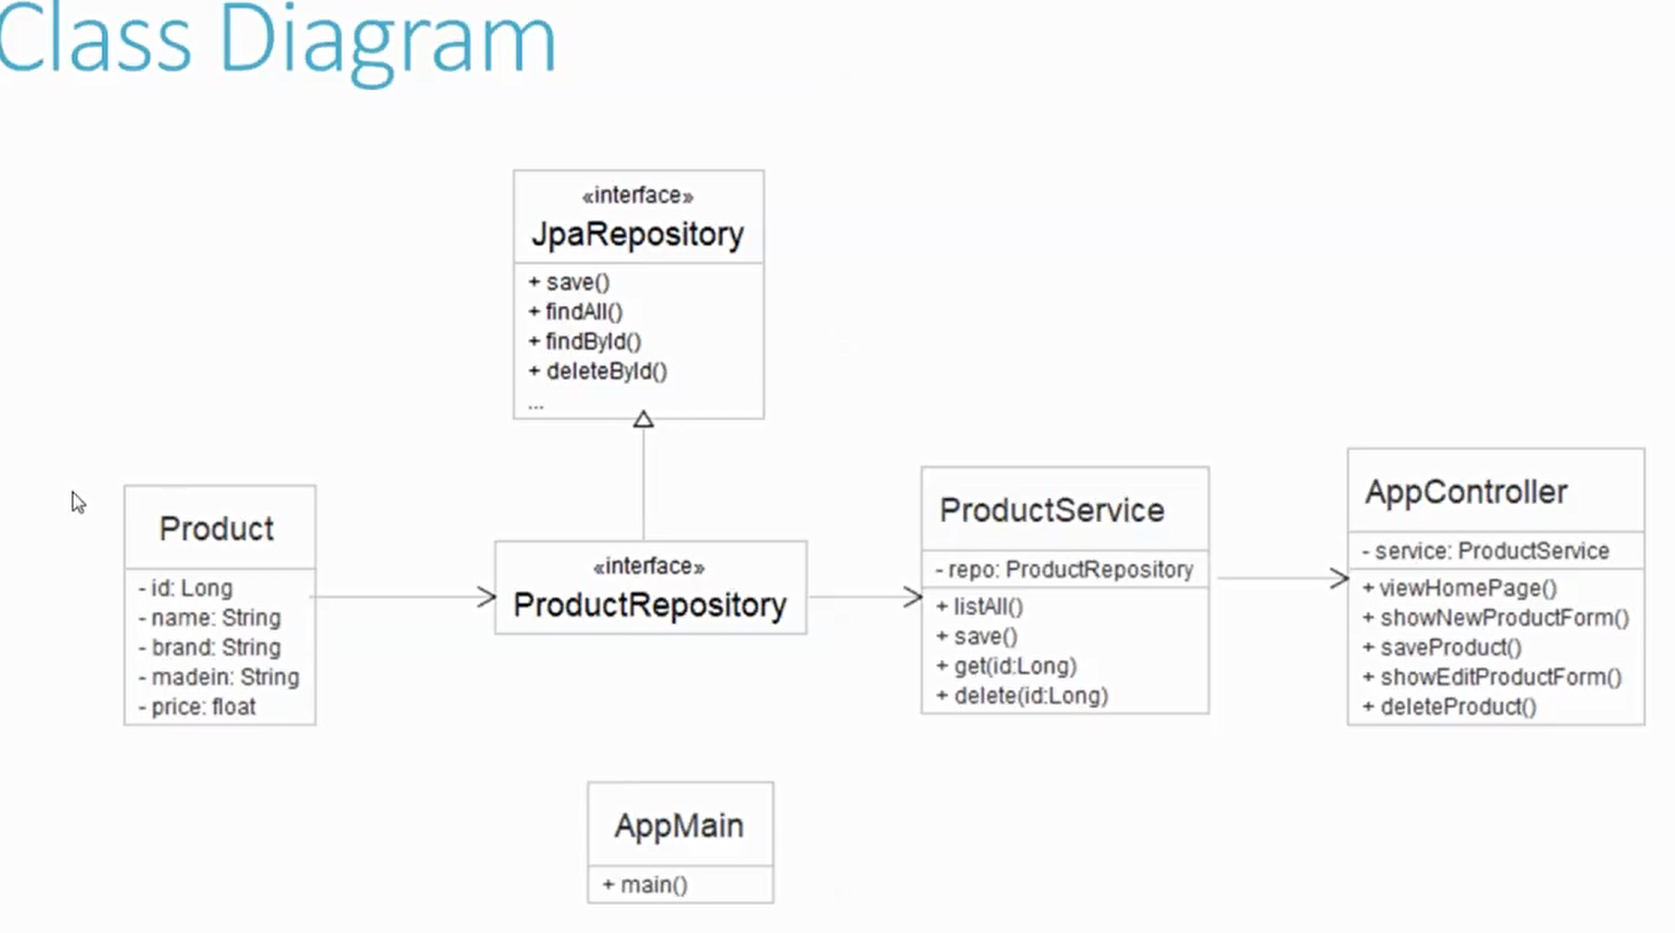 Class Diagram
«interface»
JpaRepository
+ save()
+ findAll()
+ findById()
+ deleteById()
...
Product
- id: Long
- name: String
- brand: String
- madein: String
- price: float
«interface»
ProductRepository
ProductService
- repo: ProductRepository
+ listAll()
+ save()
+ get(id:Long)
+ delete(id:Long)
AppController
- service: ProductService
+ viewHomePage()
+ showNewProductForm()
+ saveProduct()
+ showEditProductForm()
+ deleteProduct()
AppMain
+ main()